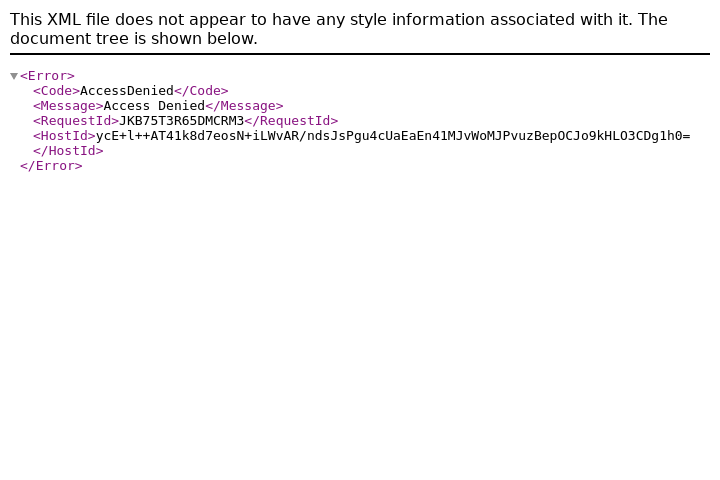 This XML file does not appear to have any style information associated with it. The
document tree is shown below.
<Error>
<Code>AccessDenied</Code>
<Message>Access Denied</Message>
<RequestId>JKB75T3R65DMCRM3</RequestId>
<HostId>ycE+l++AT41k8d7eosN+iLWvAR/ndsJsPgu4cUaEaEn41MJvWoMJPvuzBepOCJo9kHLO3CDg1h0=
</HostId>
</Error>